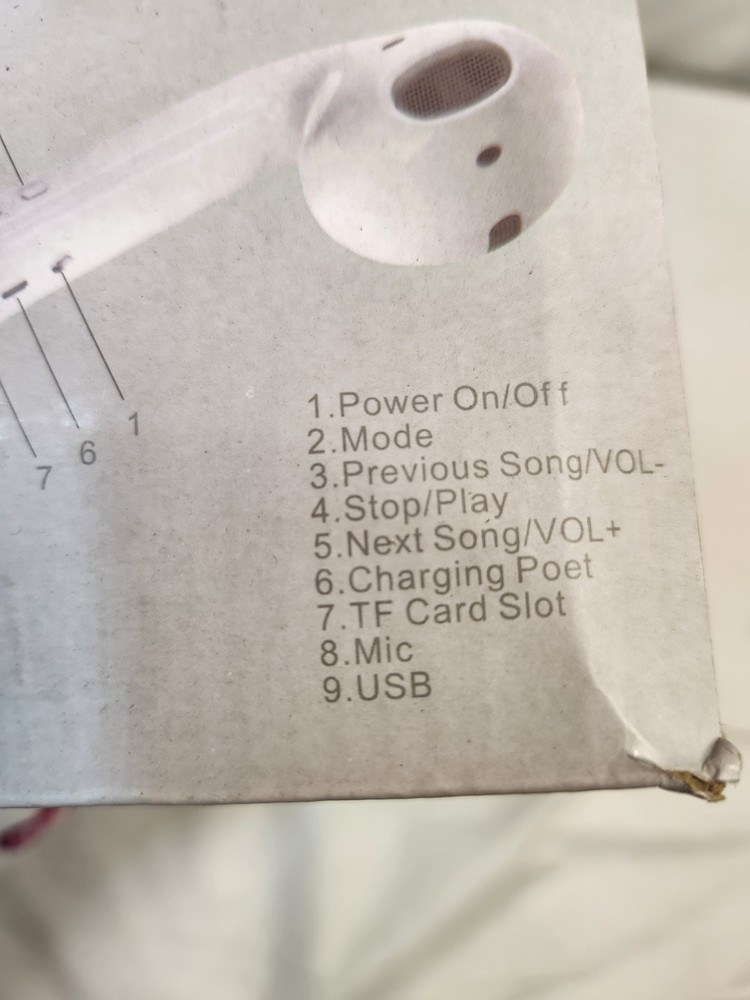 7 6 1
1.Power On/Off
2.Mode
3.Previous Song/VOL-
4.Stop/Play
5.Next Song/VOL+
6.Charging Poet
7.TF Card Slot
8.Mic
9.USB